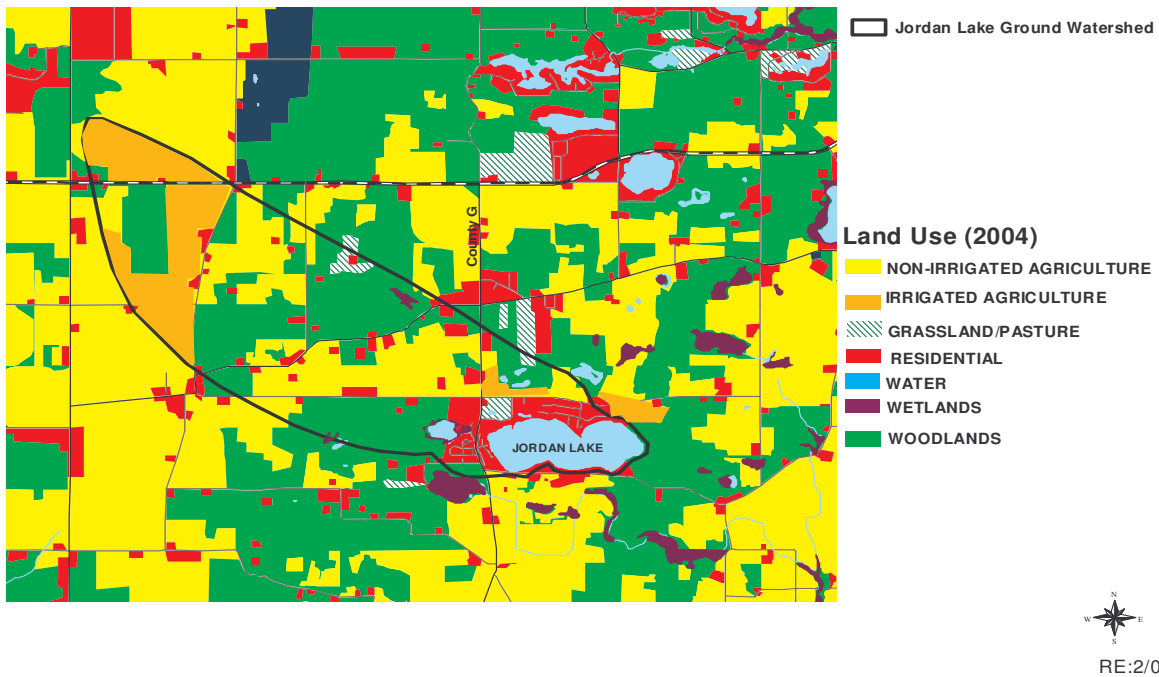 Jordan Lake Ground Watershed
County G
Land Use (2004)
NON-IRRIGATED AGRICULTURE
IRRIGATED AGRICULTURE
GRASSLAND/PASTURE
RESIDENTIAL
WATER
WETLANDS
WOODLANDS
JORDAN LAKE
N
W E
S
RE:2/0